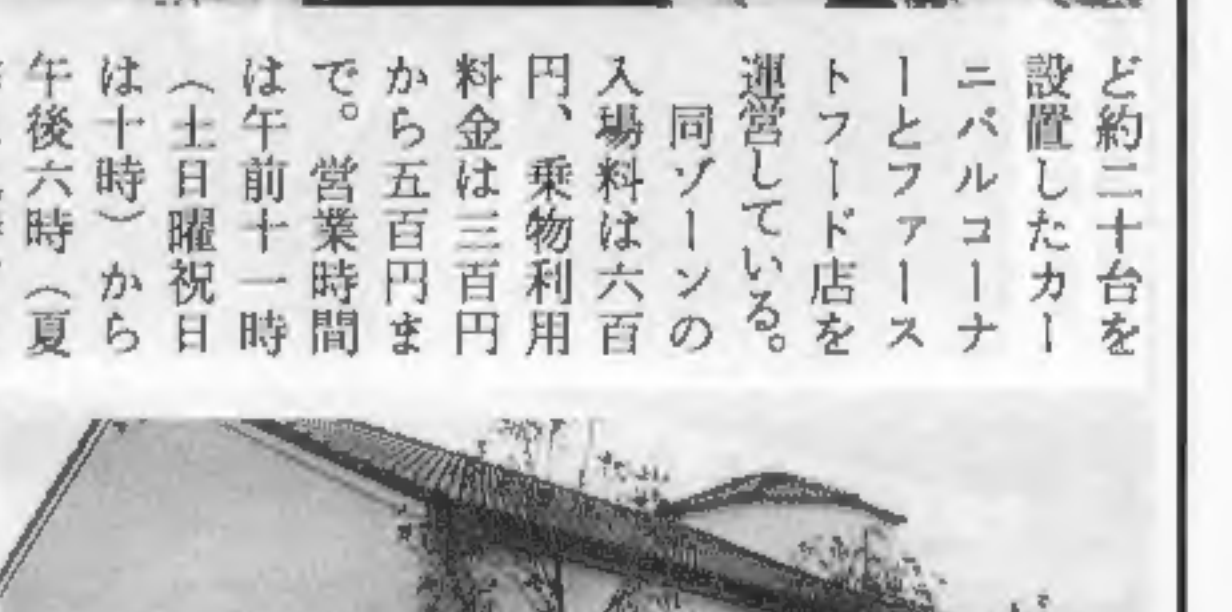 ど約二十台を
設置したカー
ニバルコーナ
ーとファース
トフード店を
運営している。
同ゾーンの
入場料は六百
円、乗物利用
料金は三百円
から五百円ま
で。営業時間
は午前十一時
（土日曜祝日
は十時）から
午後六時（夏